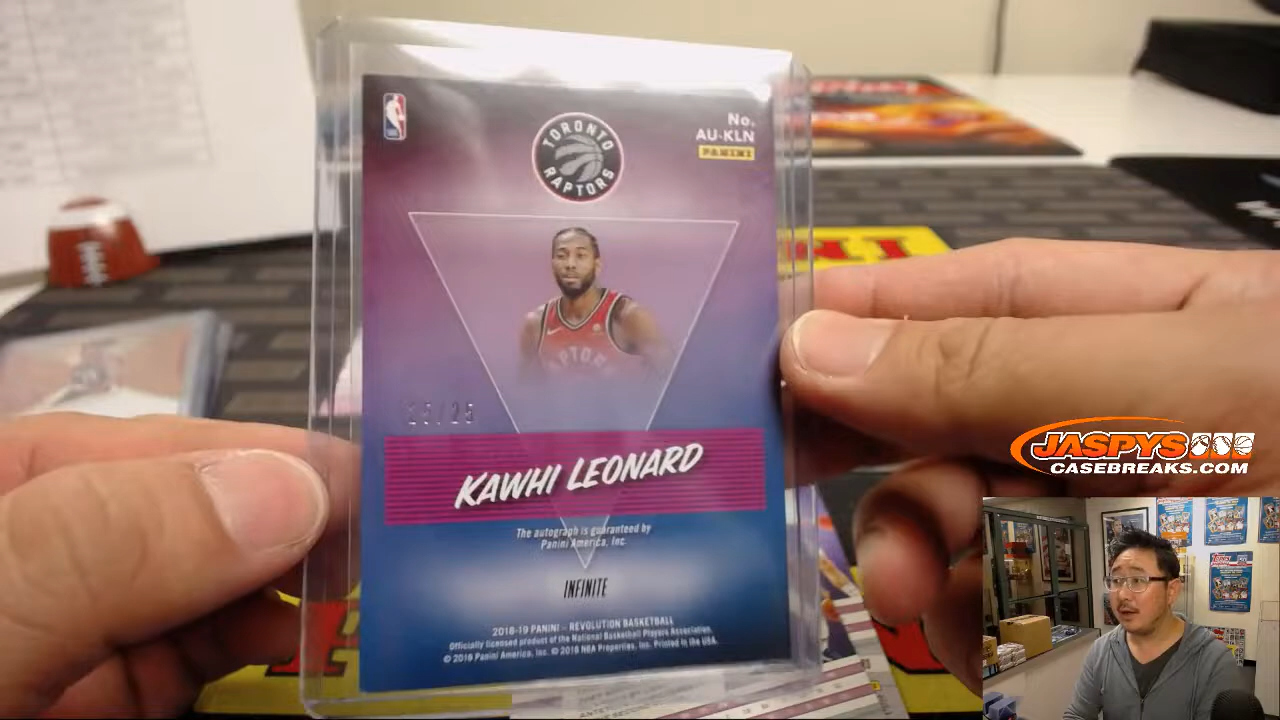 No.
AU-KLN
PANINI
TORONTO
RAPTORS
/25
KAWHI LEONARD
The autograph is guaranteed by
Panini America, Inc.
INFINITE
2018-19 PANINI – REVOLUTION BASKETBALL
Officially licensed product of the National Basketball Players Association.
© 2019 Panini America, Inc. © 2019 NBA Properties, Inc. Printed in the USA.
JASPYS
CASEBREAKS.COM